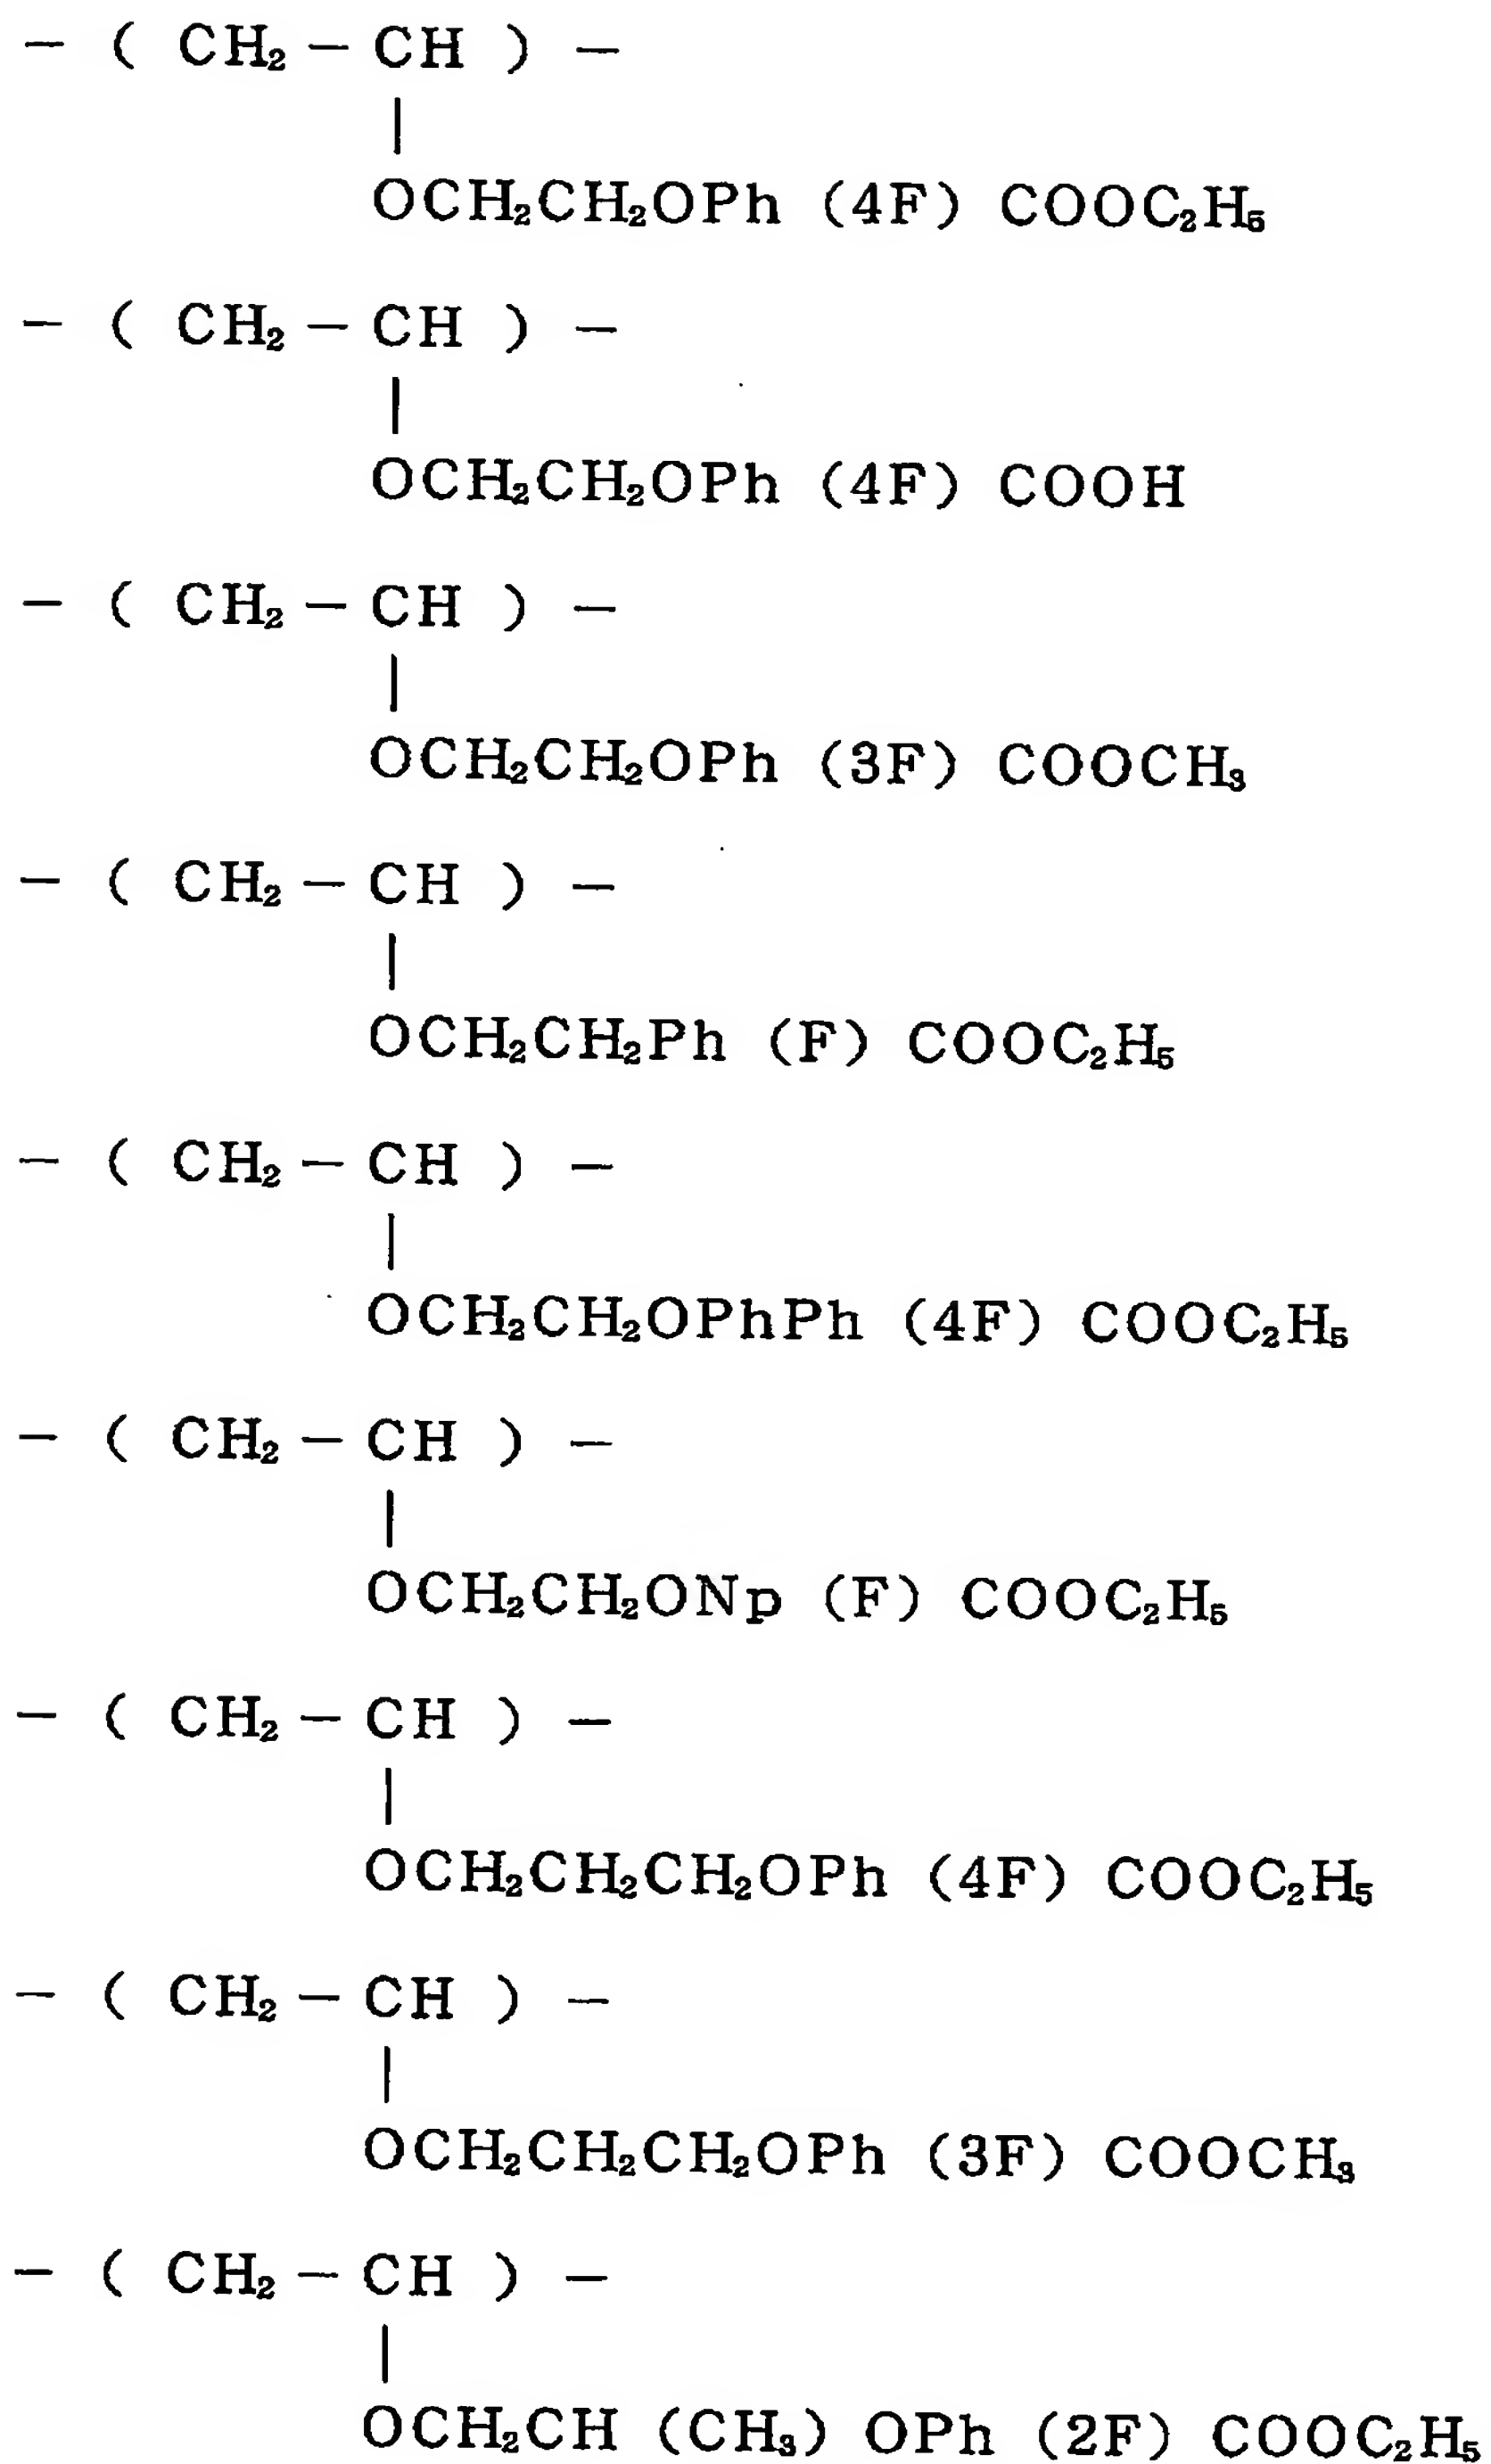 − ( CH₂ − CH ) −
|
OCH₂CH₂OPh (4F) COOC₂H₅
− ( CH₂ − CH ) −
|
OCH₂CH₂OPh (4F) COOH
− ( CH₂ − CH ) −
|
OCH₂CH₂OPh (3F) COOCH₃
− ( CH₂ − CH ) −
|
OCH₂CH₂Ph (F) COOC₂H₅
− ( CH₂ − CH ) −
|
OCH₂CH₂OPhPh (4F) COOC₂H₅
− ( CH₂ − CH ) −
|
OCH₂CH₂ONp (F) COOC₂H₅
− ( CH₂ − CH ) −
|
OCH₂CH₂CH₂OPh (4F) COOC₂H₅
− ( CH₂ − CH ) −
|
OCH₂CH₂CH₂OPh (3F) COOCH₃
− ( CH₂ − CH ) −
|
OCH₂CH (CH₃) OPh (2F) COOC₂H₅